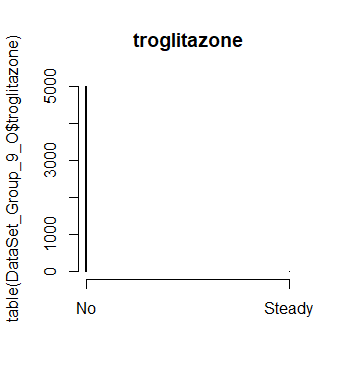 troglitazone
table(DataSet_Group_9_O$troglitazone)
5000
3000
1000
0
No
Steady